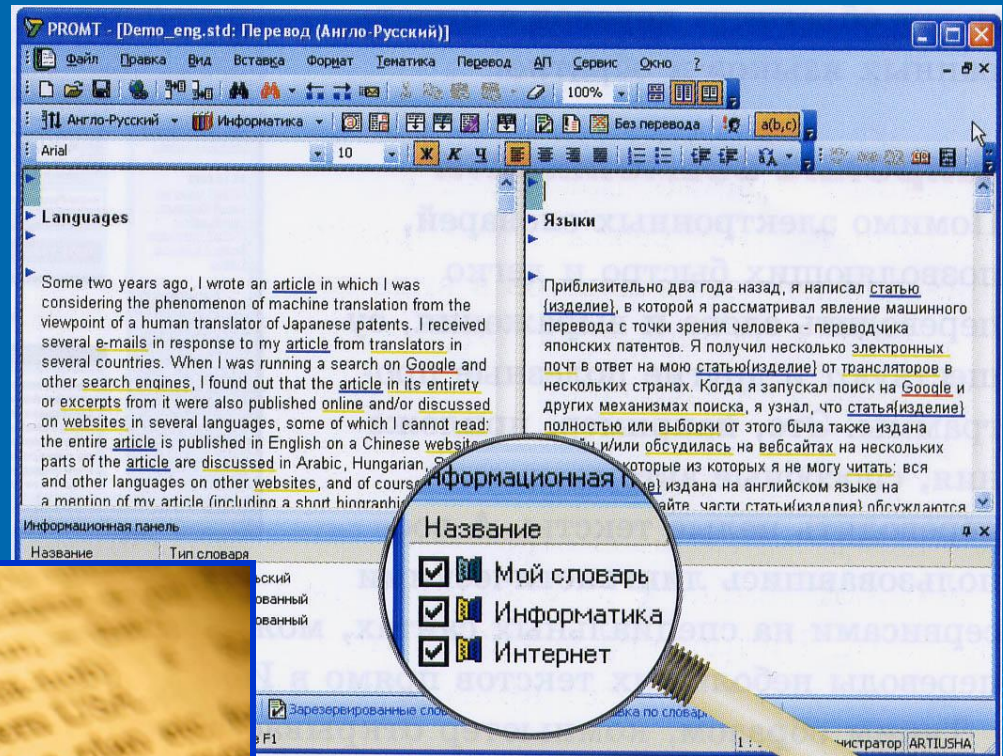 PROMT - [Demo_eng.std: Перевод (Англо-Русский)]
Файл Правка Вид Вставка Формат Тематика Перевод АП Сервис Окно ?
100%
Англо-Русский Информатика Без перевода a(b,c)
Arial 10 Ж К Ч
Languages
Some two years ago, I wrote an article in which I was
considering the phenomenon of machine translation from the
viewpoint of a human translator of Japanese patents. I received
several e-mails in response to my article from translators in
several countries. When I was running a search on Google and
other search engines, I found out that the article in its entirety
or excerpts from it were also published online and/or discussed
on websites in several languages, some of which I cannot read:
the entire article is published in English on a Chinese website
parts of the article are discussed in Arabic, Hungarian,
and other languages on other websites, and of course
a mention of my article (including a short
Языки
Приблизительно два года назад, я написал статью
{изделие}, в которой я рассматривал явление машинного
перевода с точки зрения человека - переводчика
японских патентов. Я получил несколько электронных
почт в ответ на мою статью{изделие} от трансляторов в
нескольких странах. Когда я запускал поиск на Google и
других механизмах поиска, я узнал, что статья{изделие}
полностью или выборки от этого была также издана
и/или обсудилась на вебсайтах на нескольких
которые из которых я не могу читать: вся
издана на английском языке на
части статьи{изделия} обсуждаются
Информационная панель
Название Тип словаря
Название
Мой словарь
Информатика
Интернет
Зарезервированные
F1
ARTIUSHA
USA